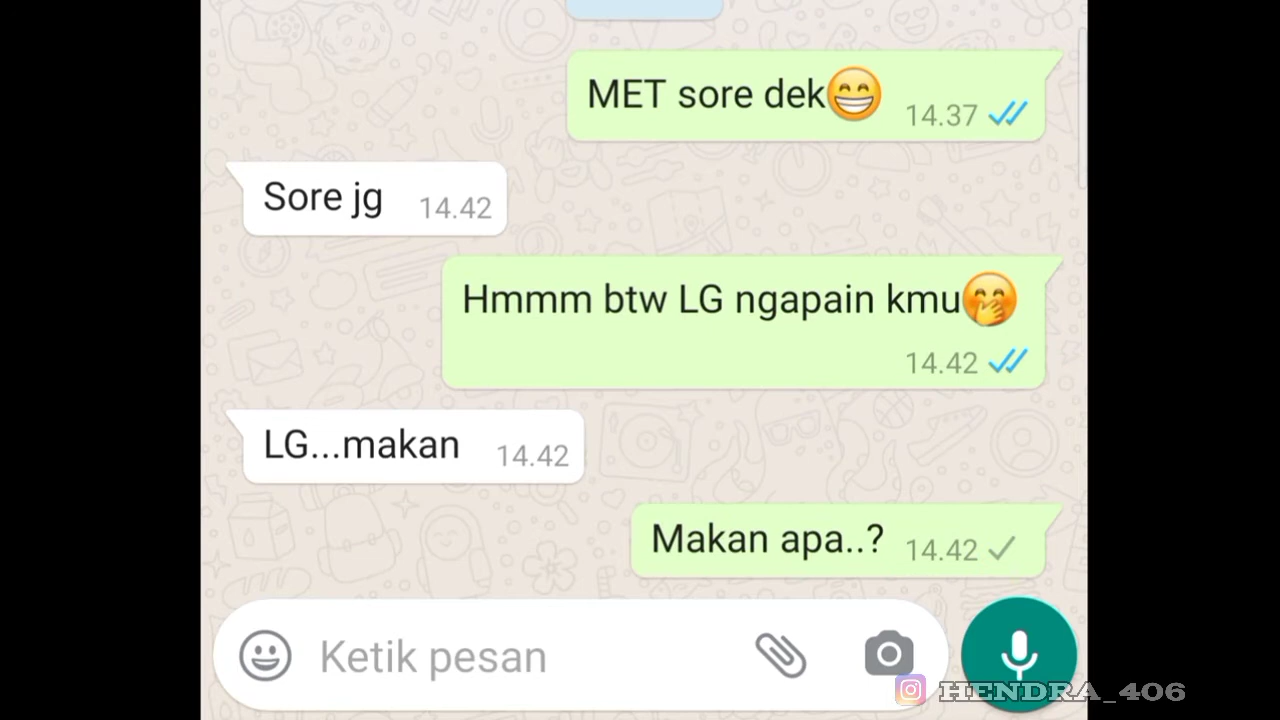 MET sore dek😁 14.37
Sore jg 14.42
Hmmm btw LG ngapain kmu🤭
14.42
LG...makan 14.42
Makan apa..? 14.42
Ketik pesan
HENDRA_406